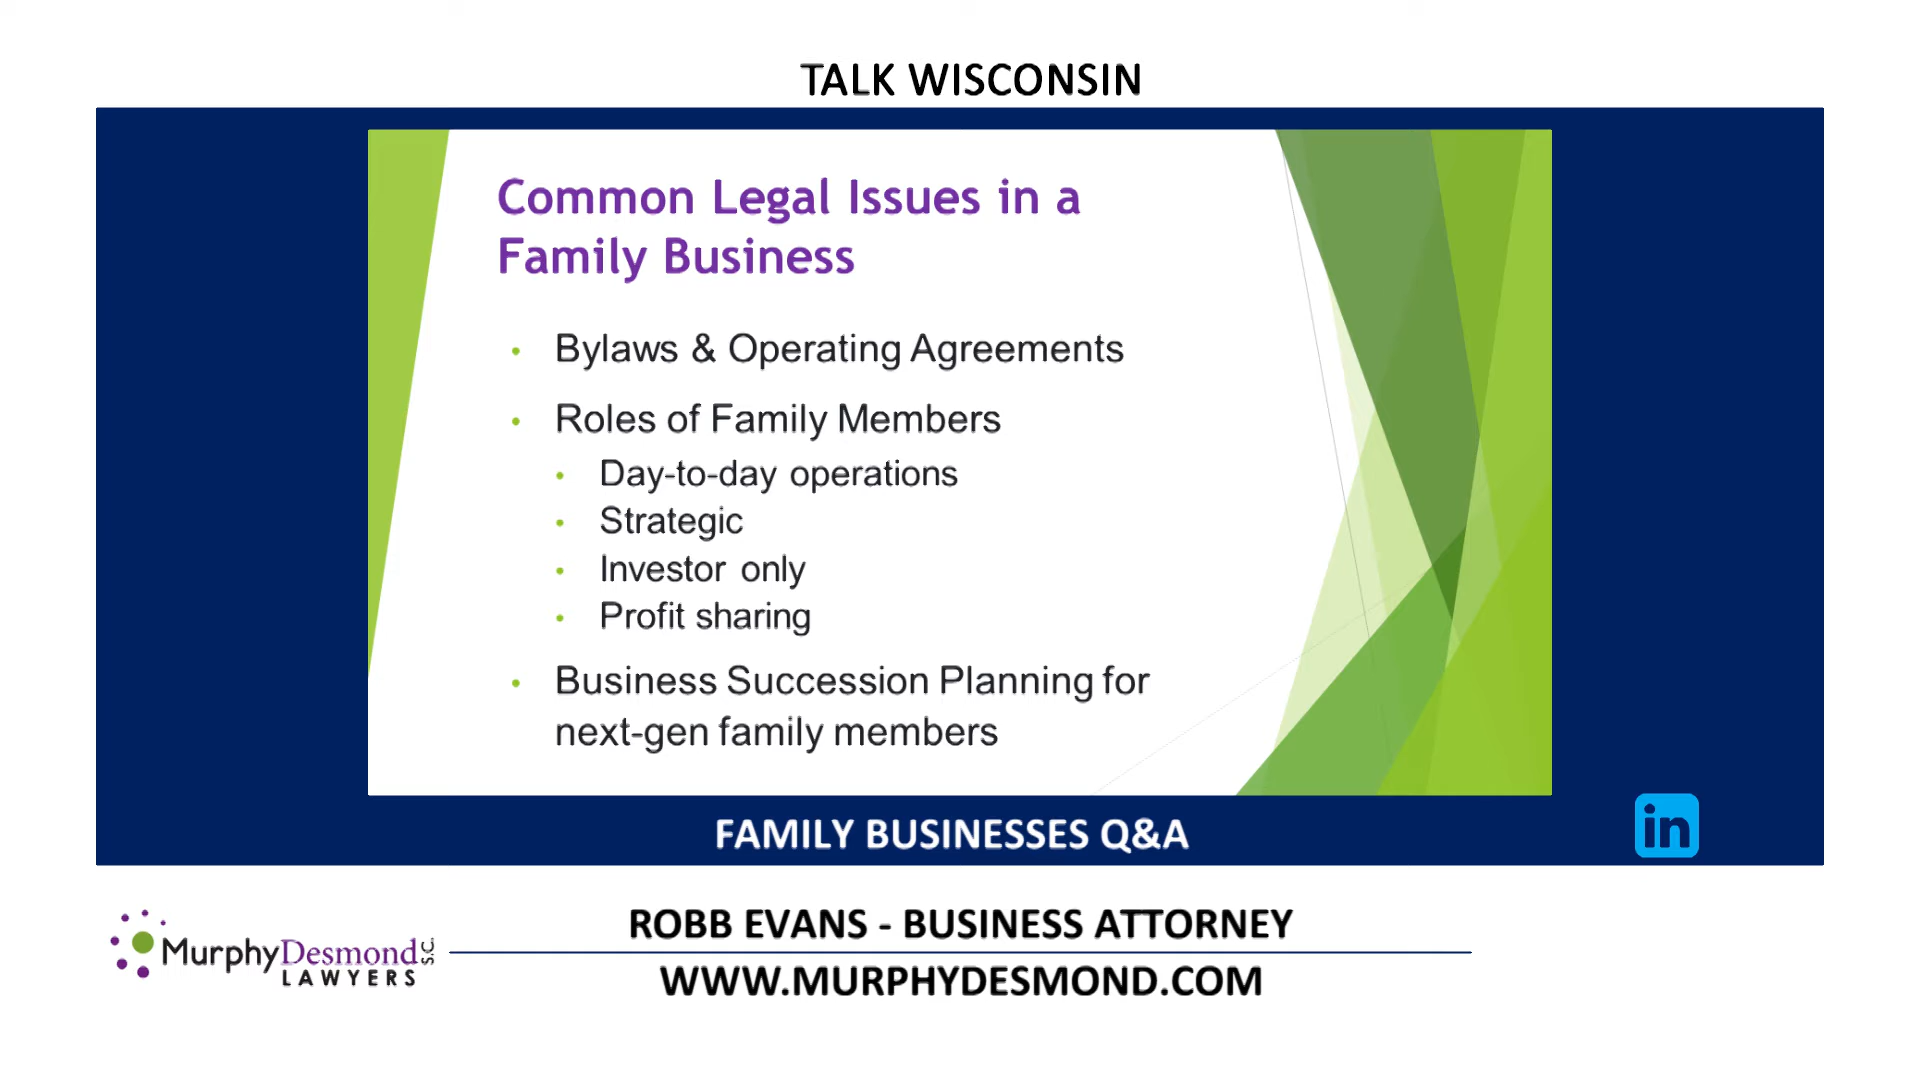 TALK WISCONSIN
Common Legal Issues in a
Family Business
• Bylaws & Operating Agreements
• Roles of Family Members
• Day-to-day operations
• Strategic
• Investor only
• Profit sharing
• Business Succession Planning for
next-gen family members
FAMILY BUSINESSES Q&A
in
MurphyDesmond S.C.
LAWYERS
ROBB EVANS - BUSINESS ATTORNEY
WWW.MURPHYDESMOND.COM